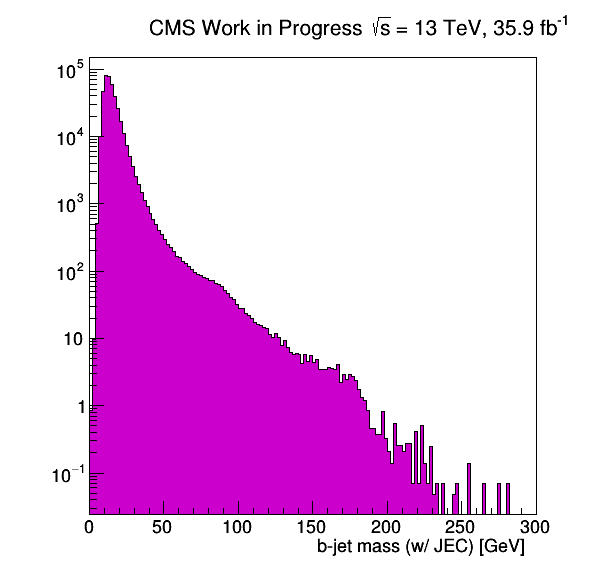 CMS Work in Progress √s = 13 TeV, 35.9 fb⁻¹
10⁵
10⁴
10³
10²
10
1
10⁻¹
0 50 100 150 200 250 300
b-jet mass (w/ JEC) [GeV]